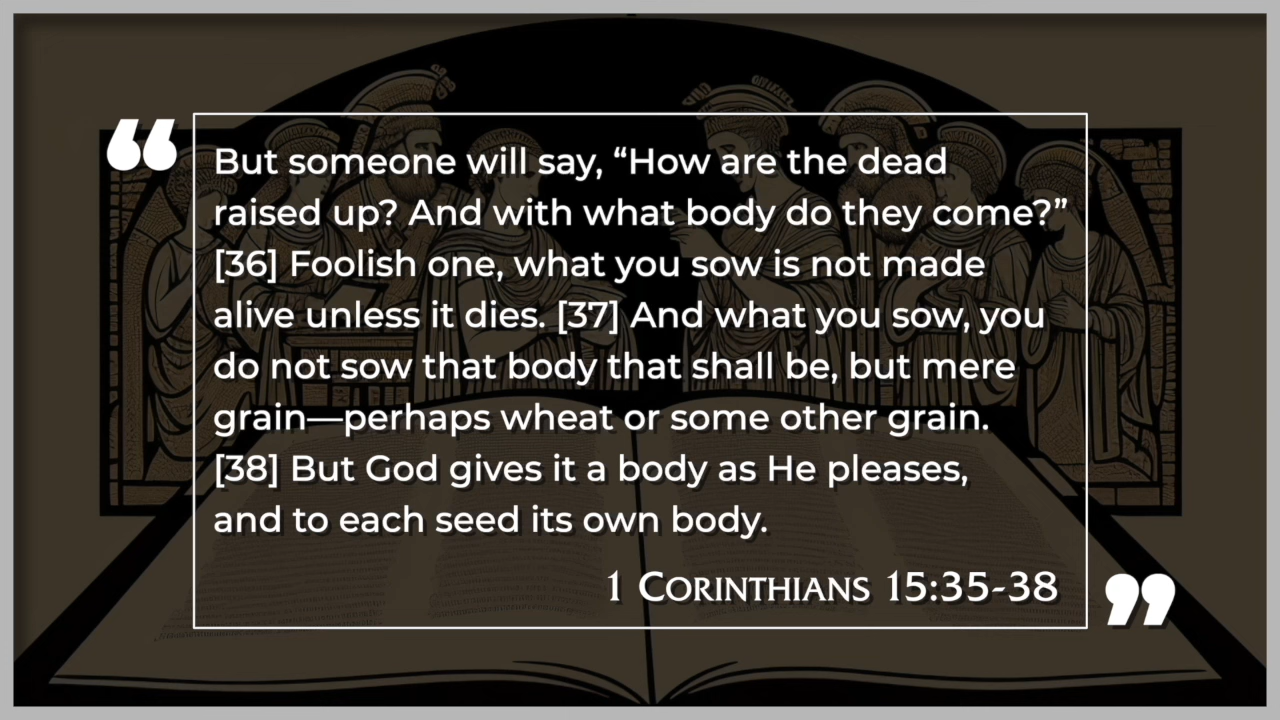 “
But someone will say, “How are the dead
raised up? And with what body do they come?”
[36] Foolish one, what you sow is not made
alive unless it dies. [37] And what you sow, you
do not sow that body that shall be, but mere
grain—perhaps wheat or some other grain.
[38] But God gives it a body as He pleases,
and to each seed its own body.
1 Corinthians 15:35-38
”